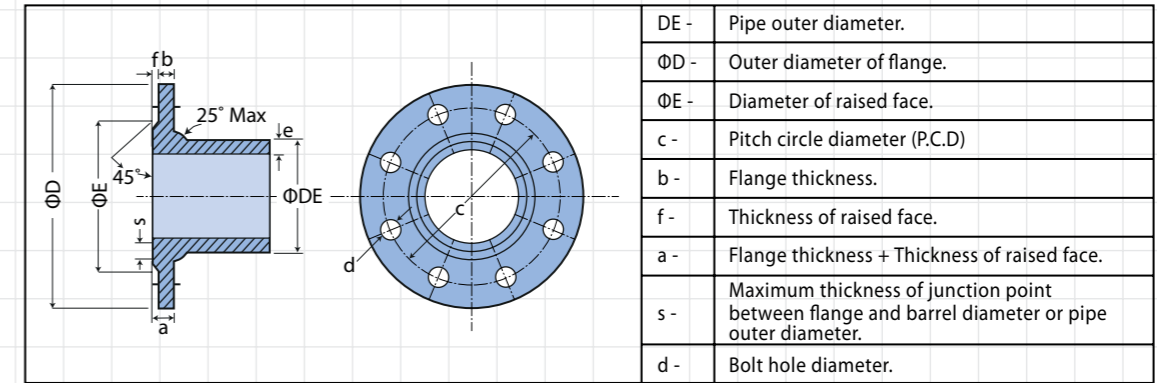 f b
25° Max
e
45°
ΦD
ΦE
ΦDE
s
a
c
d
DE - Pipe outer diameter.
ΦD - Outer diameter of flange.
ΦE - Diameter of raised face.
c - Pitch circle diameter (P.C.D)
b - Flange thickness.
f - Thickness of raised face.
a - Flange thickness + Thickness of raised face.
s - Maximum thickness of junction point
between flange and barrel diameter or pipe
outer diameter.
d - Bolt hole diameter.